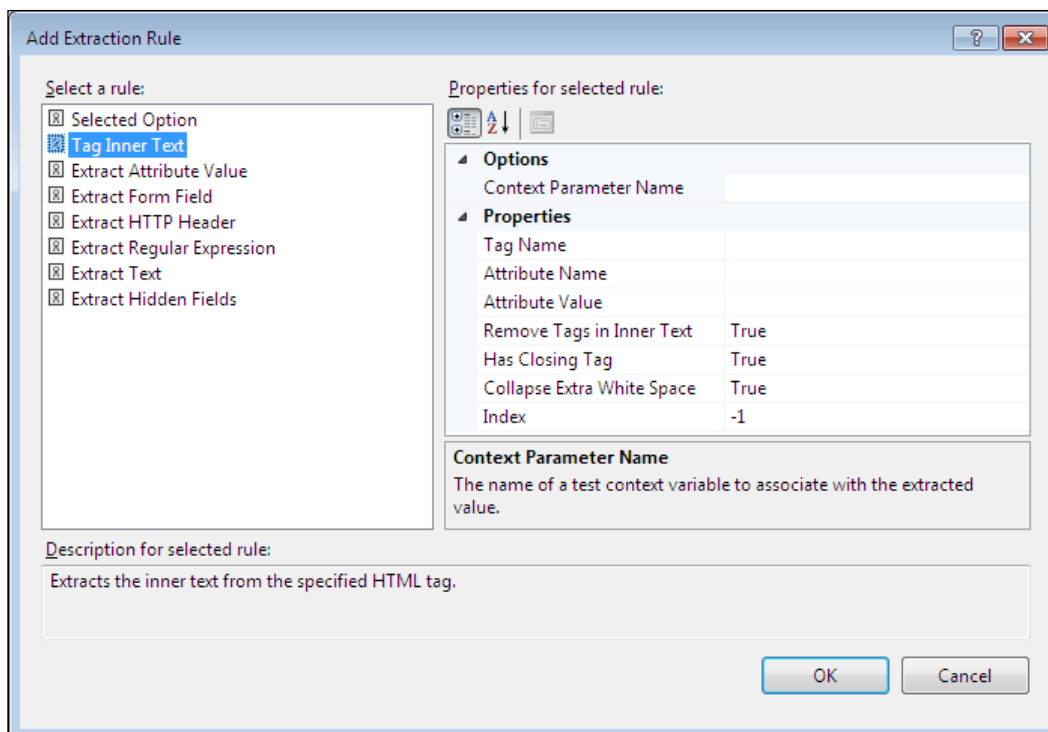 Add Extraction Rule
Select a rule:
Selected Option
Tag Inner Text
Extract Attribute Value
Extract Form Field
Extract HTTP Header
Extract Regular Expression
Extract Text
Extract Hidden Fields
Properties for selected rule:
Options
Context Parameter Name
Properties
Tag Name
Attribute Name
Attribute Value
Remove Tags in Inner Text True
Has Closing Tag True
Collapse Extra White Space True
Index -1
Context Parameter Name
The name of a test context variable to associate with the extracted
value.
Description for selected rule:
Extracts the inner text from the specified HTML tag.
OK Cancel